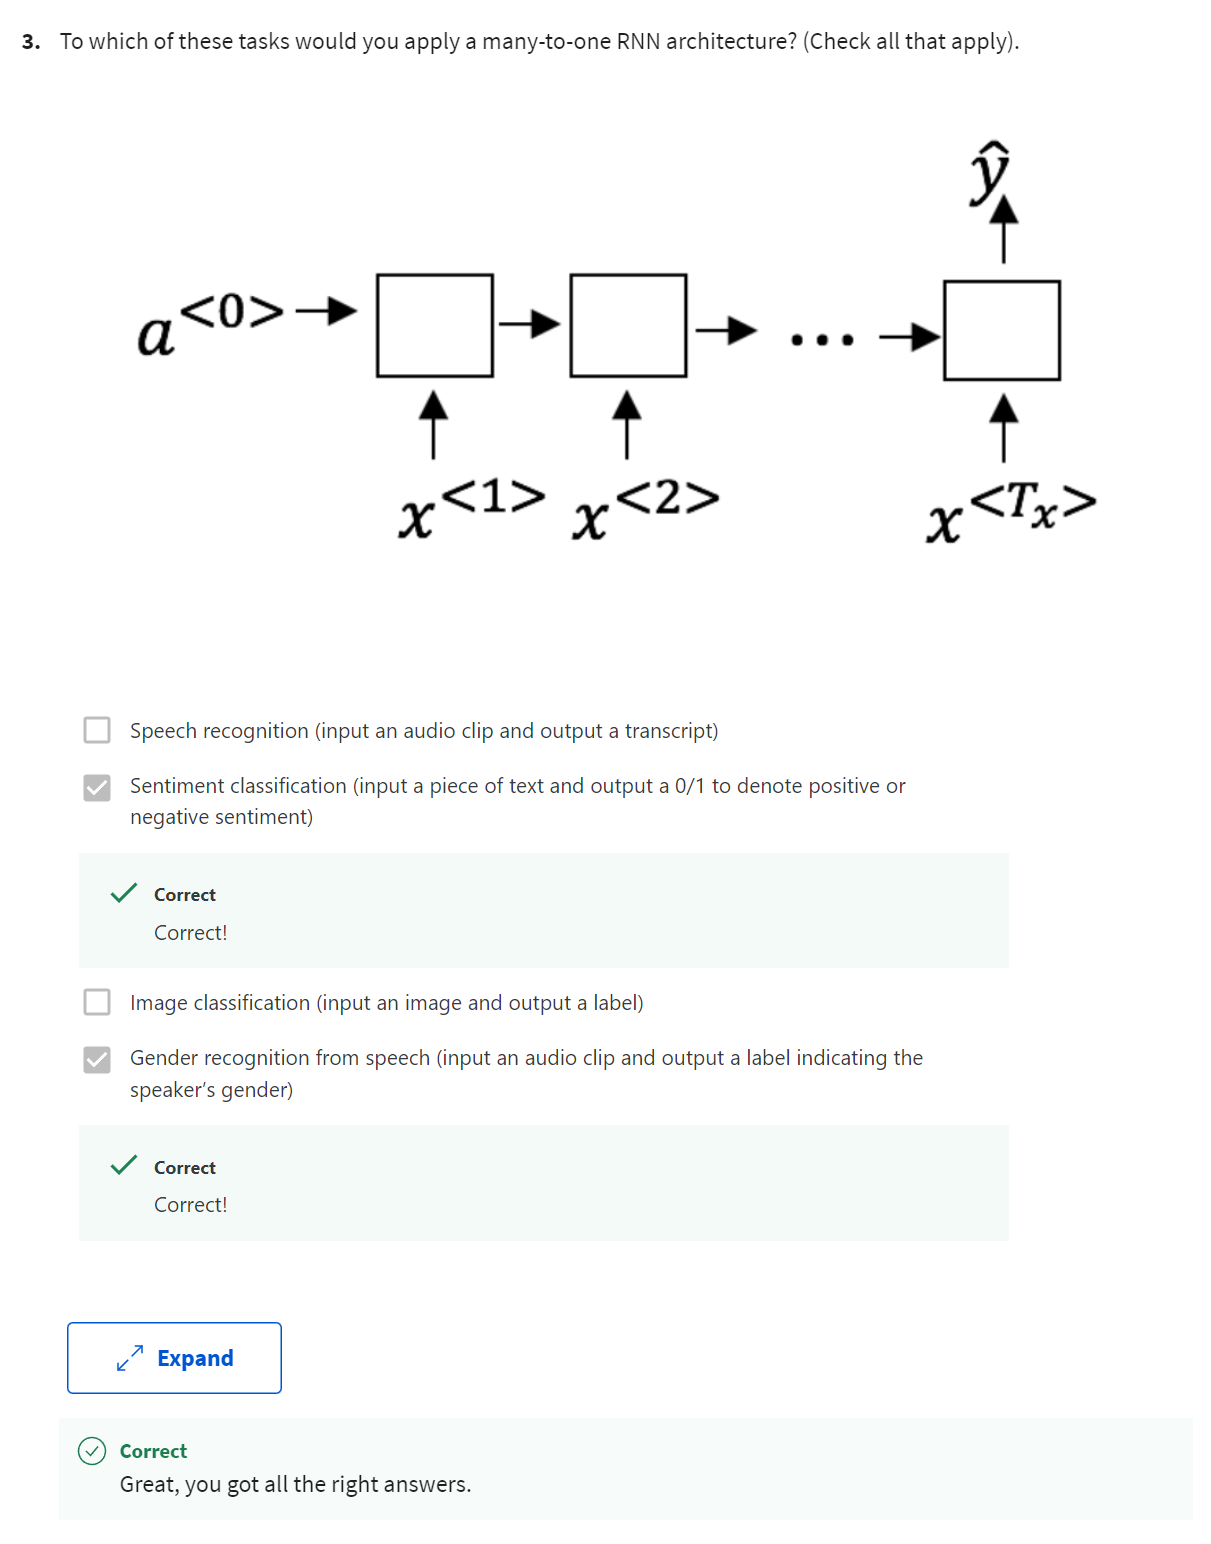 3. To which of these tasks would you apply a many-to-one RNN architecture? (Check all that apply).
ŷ
a<0>
x<1> x<2> ... x<Tx>
Speech recognition (input an audio clip and output a transcript)
Sentiment classification (input a piece of text and output a 0/1 to denote positive or
negative sentiment)
Correct
Correct!
Image classification (input an image and output a label)
Gender recognition from speech (input an audio clip and output a label indicating the
speaker's gender)
Correct
Correct!
Expand
Correct
Great, you got all the right answers.